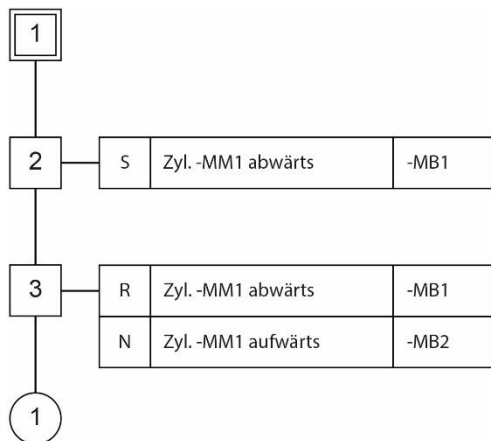 1
2 S Zyl. -MM1 abwärts -MB1
3 R Zyl. -MM1 abwärts -MB1
N Zyl. -MM1 aufwärts -MB2
1